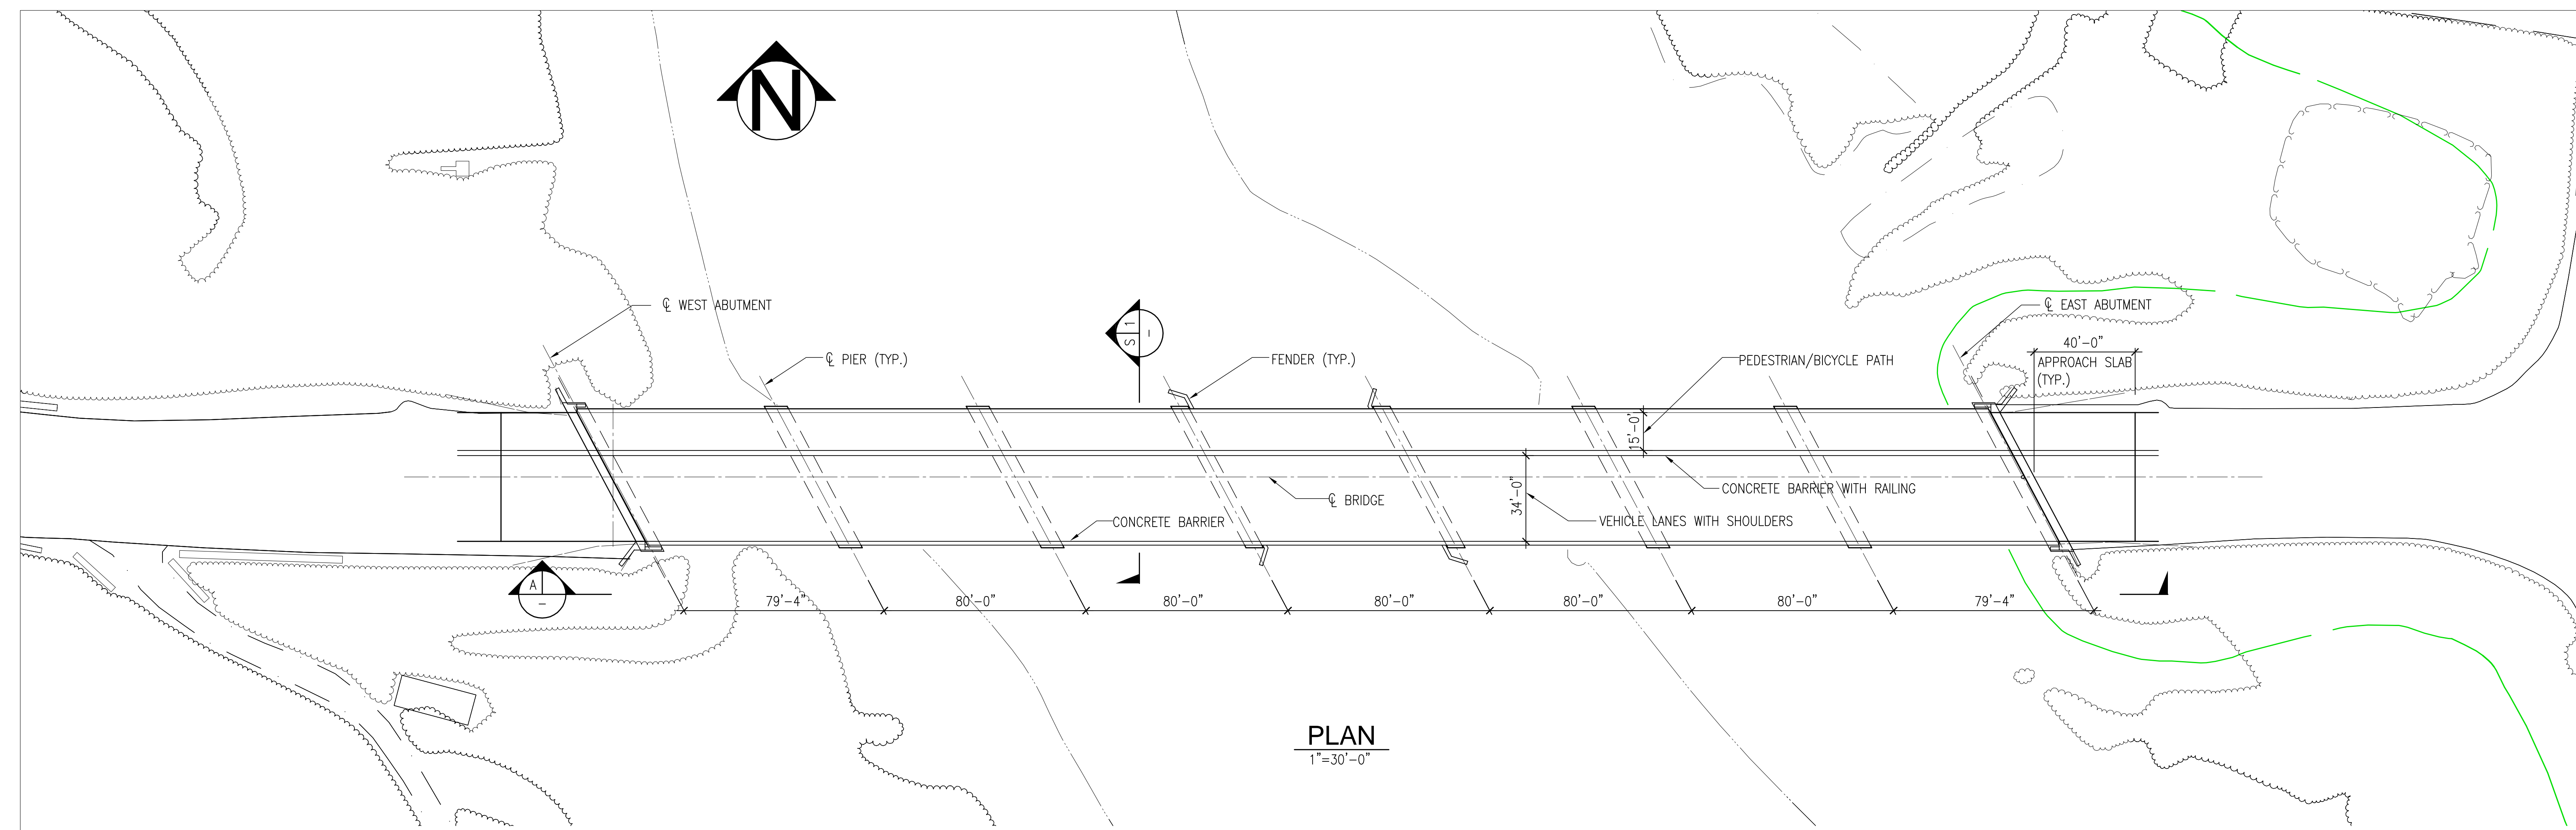 N
℄ WEST ABUTMENT
℄ PIER (TYP.)
S 1
-
FENDER (TYP.)
PEDESTRIAN/BICYCLE PATH
℄ EAST ABUTMENT
40'-0"
APPROACH SLAB
(TYP.)
15'-0'
CONCRETE BARRIER WITH RAILING
℄ BRIDGE
34'-0"
CONCRETE BARRIER
VEHICLE LANES WITH SHOULDERS
A
-
79'-4"
80'-0"
80'-0"
80'-0"
80'-0"
80'-0"
79'-4"
PLAN
1"=30'-0"